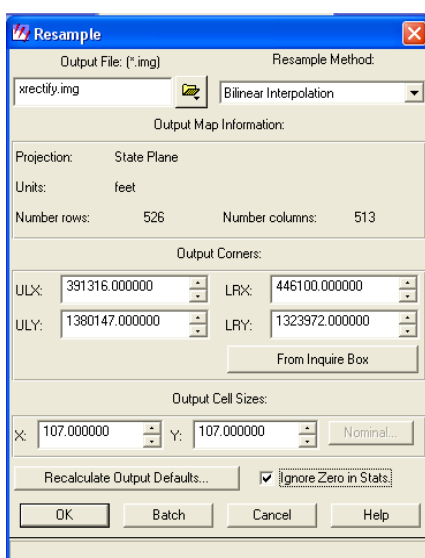 Resample
Output File: (*.img) Resample Method:
xrectify.img Bilinear Interpolation
Output Map Information:
Projection: State Plane
Units: feet
Number rows: 526 Number columns: 513
Output Corners:
ULX: 391316.000000 LRX: 446100.000000
ULY: 1380147.000000 LRY: 1323972.000000
From Inquire Box
Output Cell Sizes:
X: 107.000000 Y: 107.000000 Nominal...
Recalculate Output Defaults... Ignore Zero in Stats.
OK Batch Cancel Help